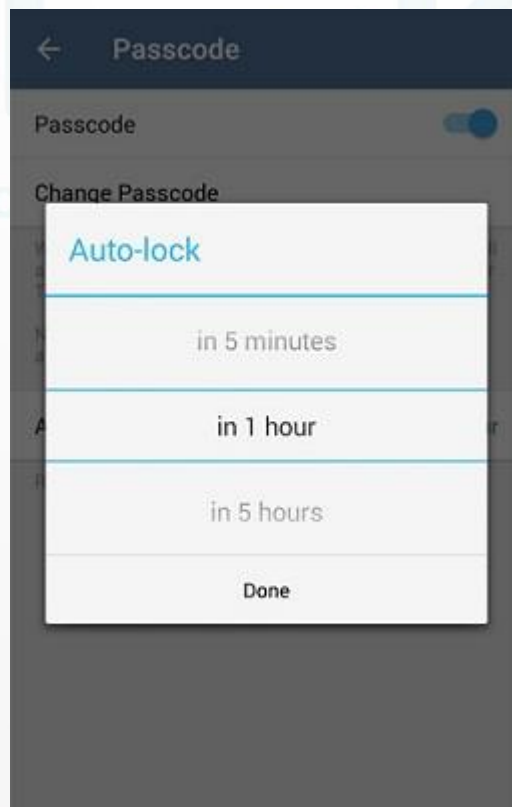 Passcode
Passcode
Change Passcode
Auto-lock
in 5 minutes
in 1 hour
in 5 hours
Done